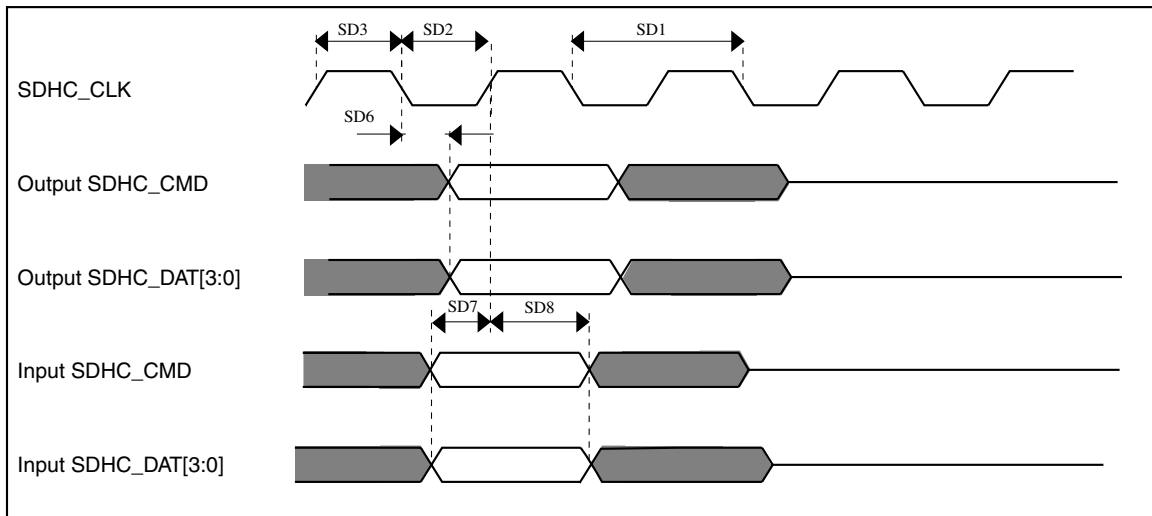 SD3 SD2 SD1
SDHC_CLK
SD6
Output SDHC_CMD
Output SDHC_DAT[3:0]
SD7 SD8
Input SDHC_CMD
Input SDHC_DAT[3:0]